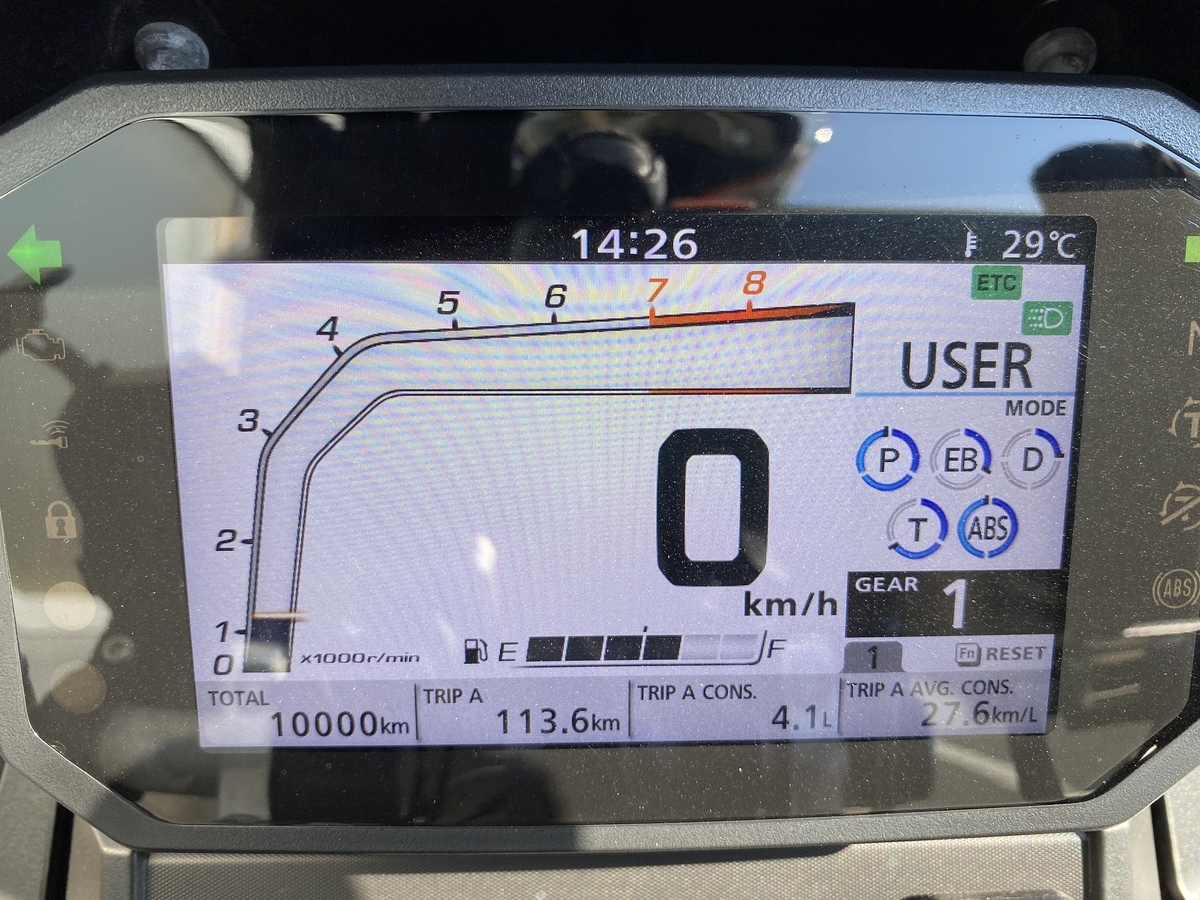 14:26
29℃
ETC
8
7
6
5
4
USER
MODE
3
P EB D
0
2
T ABS
km/h
GEAR 1
1
E F
0 x1000r/min
1 Fn RESET
TOTAL
10000km
TRIP A
113.6km
TRIP A CONS.
4.1L
TRIP A AVG. CONS.
27.6km/L
ABS